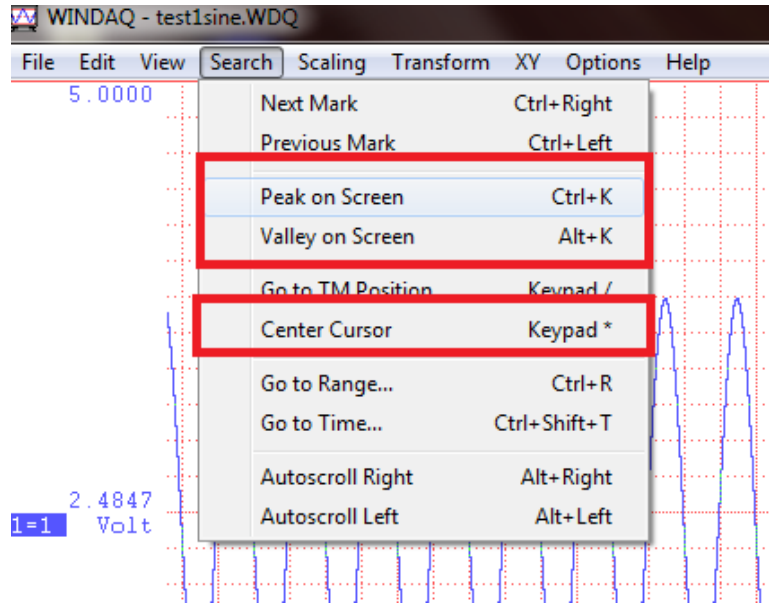 WINDAQ - test1sine.WDQ
File Edit View Search Scaling Transform XY Options Help
5.0000
Next Mark Ctrl+Right
Previous Mark Ctrl+Left
Peak on Screen Ctrl+K
Valley on Screen Alt+K
Go to TM Position Keypad /
Center Cursor Keypad *
Go to Range... Ctrl+R
Go to Time... Ctrl+Shift+T
Autoscroll Right Alt+Right
2.4847
Autoscroll Left Alt+Left
1=1 Volt